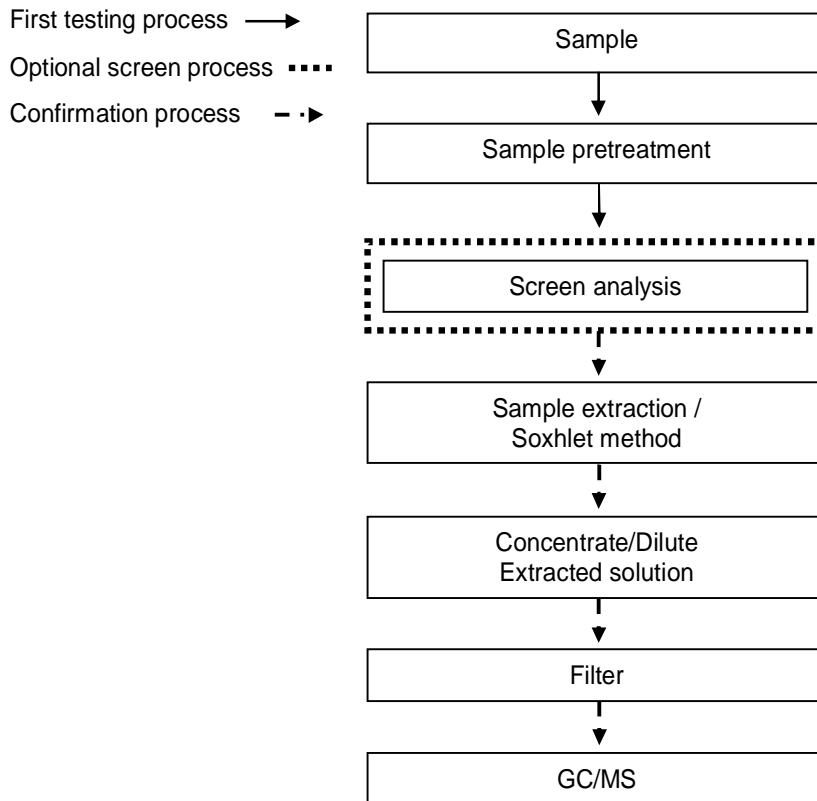 First testing process
Optional screen process
Confirmation process
Sample
Sample pretreatment
Screen analysis
Sample extraction /
Soxhlet method
Concentrate/Dilute
Extracted solution
Filter
GC/MS